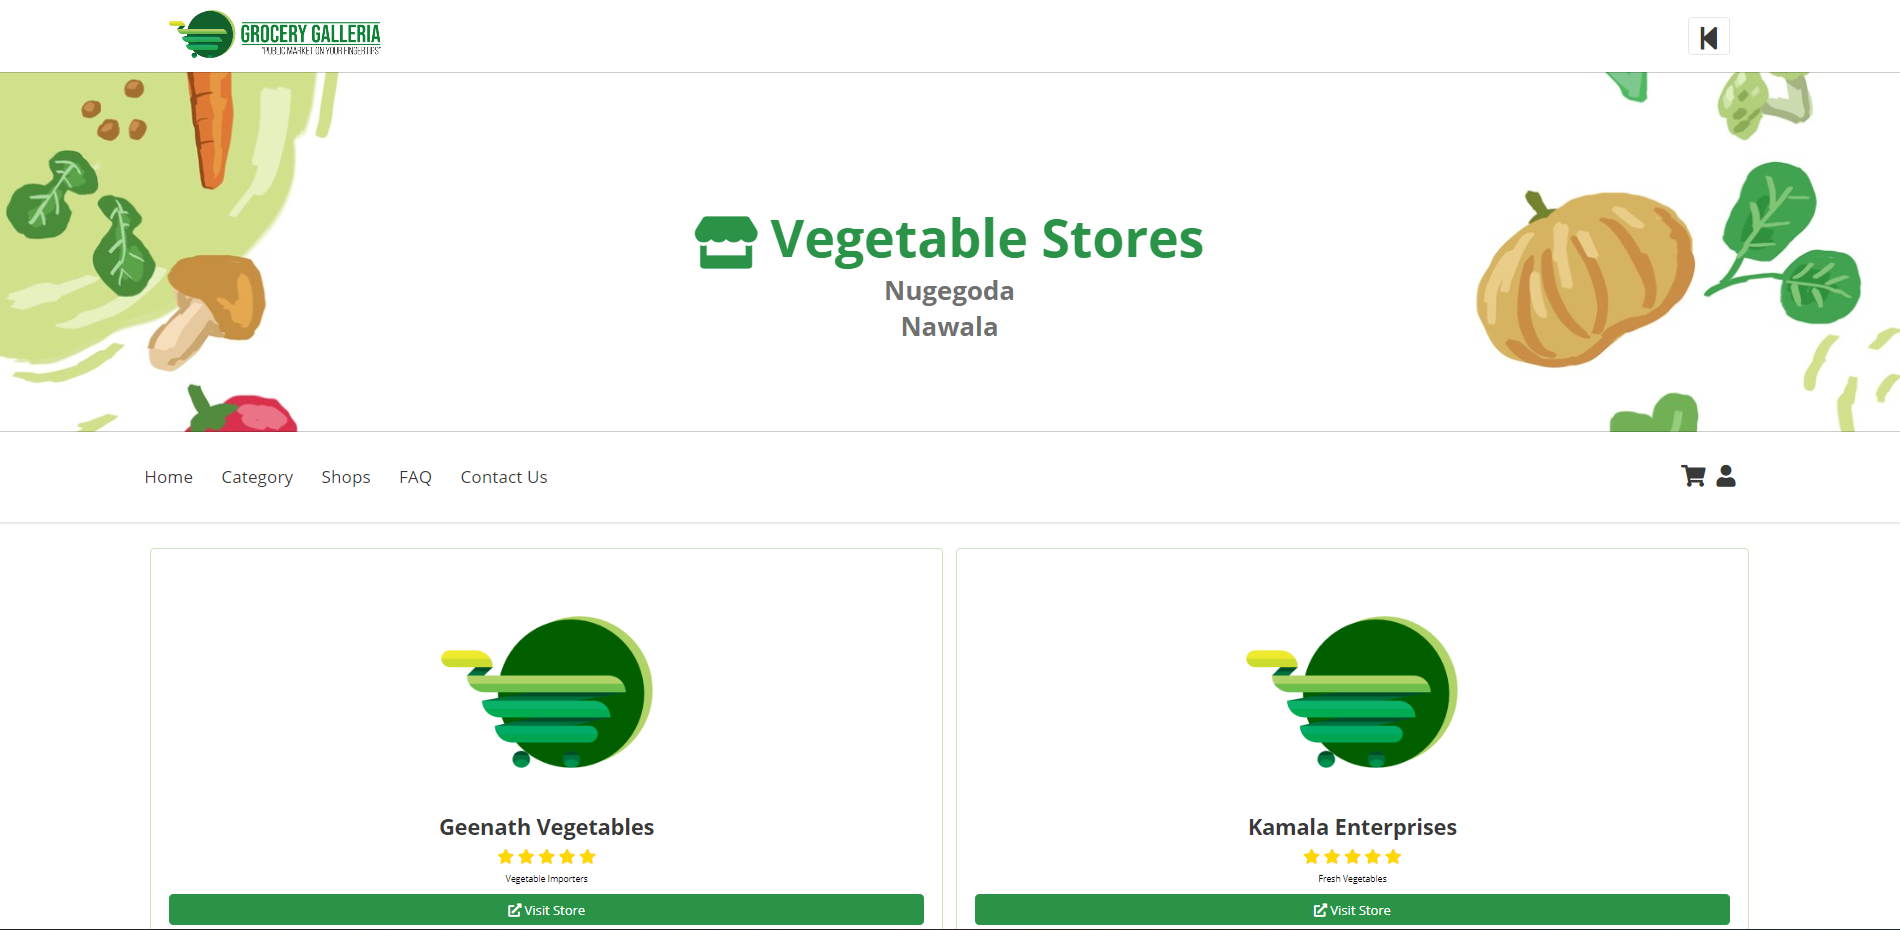 GROCERY GALLERIA
"PUBLIC MARKET ON YOUR FINGERTIPS"
Vegetable Stores
Nugegoda
Nawala
Home Category Shops FAQ Contact Us
Geenath Vegetables
Vegetable Importers
Visit Store
Kamala Enterprises
Fresh Vegetables
Visit Store